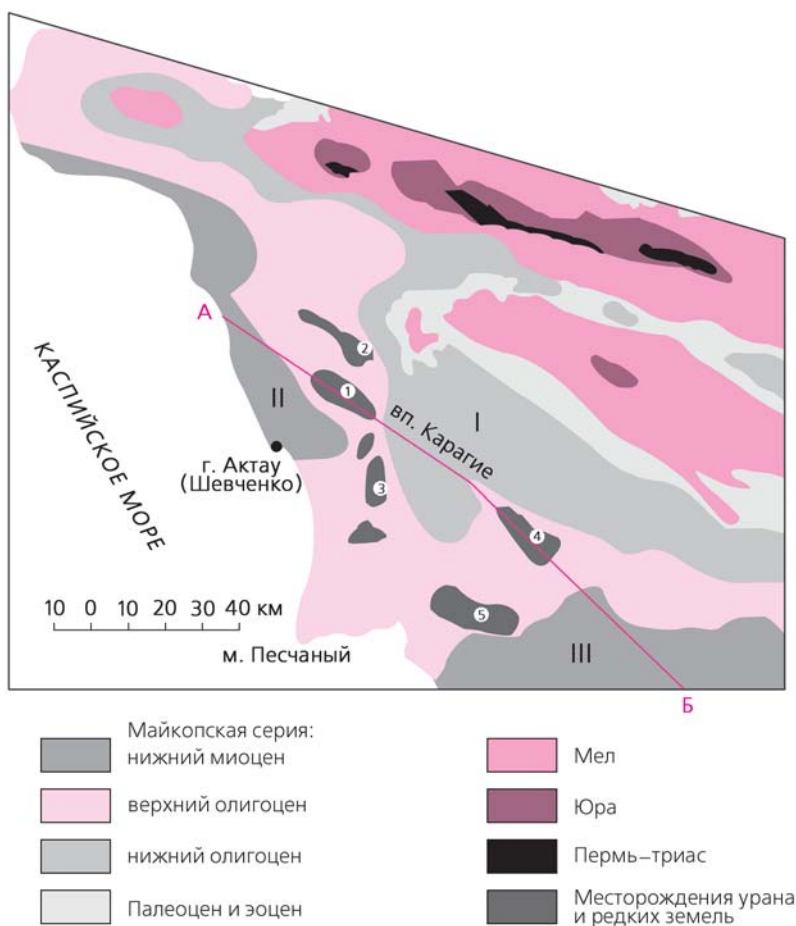 А
2
1
II
вп. Карагие
I
г. Актау
(Шевченко)
3
КАСПИЙСКОЕ МОРЕ
4
5
10 0 10 20 30 40 км
м. Песчаный
III
Б
Майкопская серия:
нижний миоцен
верхний олигоцен
нижний олигоцен
Палеоцен и эоцен
Мел
Юра
Пермь–триас
Месторождения урана
и редких земель